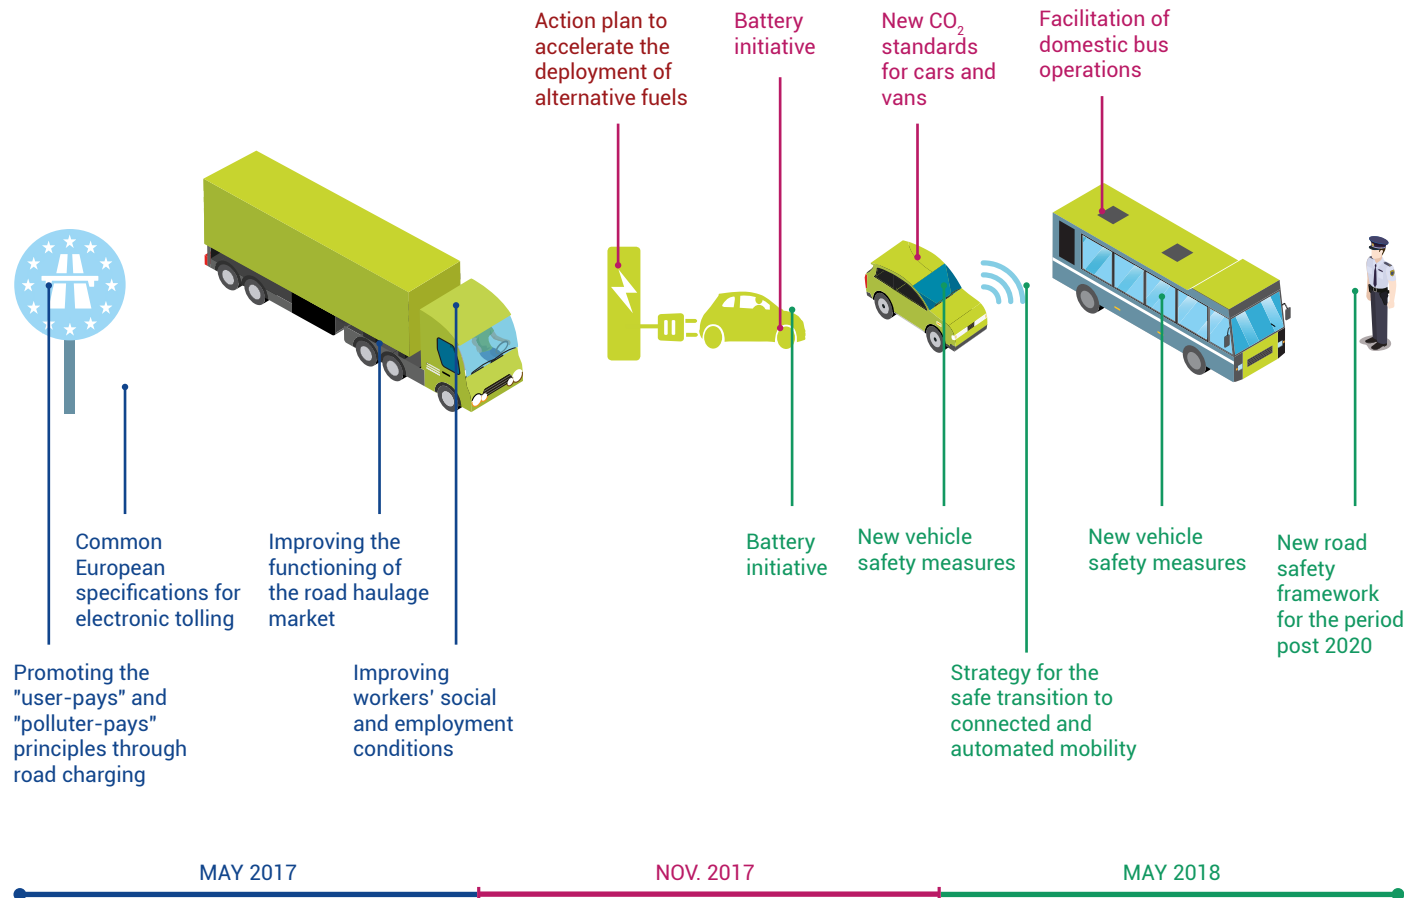 Action plan to
accelerate the
deployment of
alternative fuels
Battery
initiative
New CO₂
standards
for cars and
vans
Facilitation of
domestic bus
operations
Common
European
specifications for
electronic tolling
Improving the
functioning of
the road haulage
market
Battery
initiative
New vehicle
safety measures
New vehicle
safety measures
New road
safety
framework
for the period
post 2020
Promoting the
"user-pays" and
"polluter-pays"
principles through
road charging
Improving
workers' social
and employment
conditions
Strategy for the
safe transition to
connected and
automated mobility
MAY 2017
NOV. 2017
MAY 2018